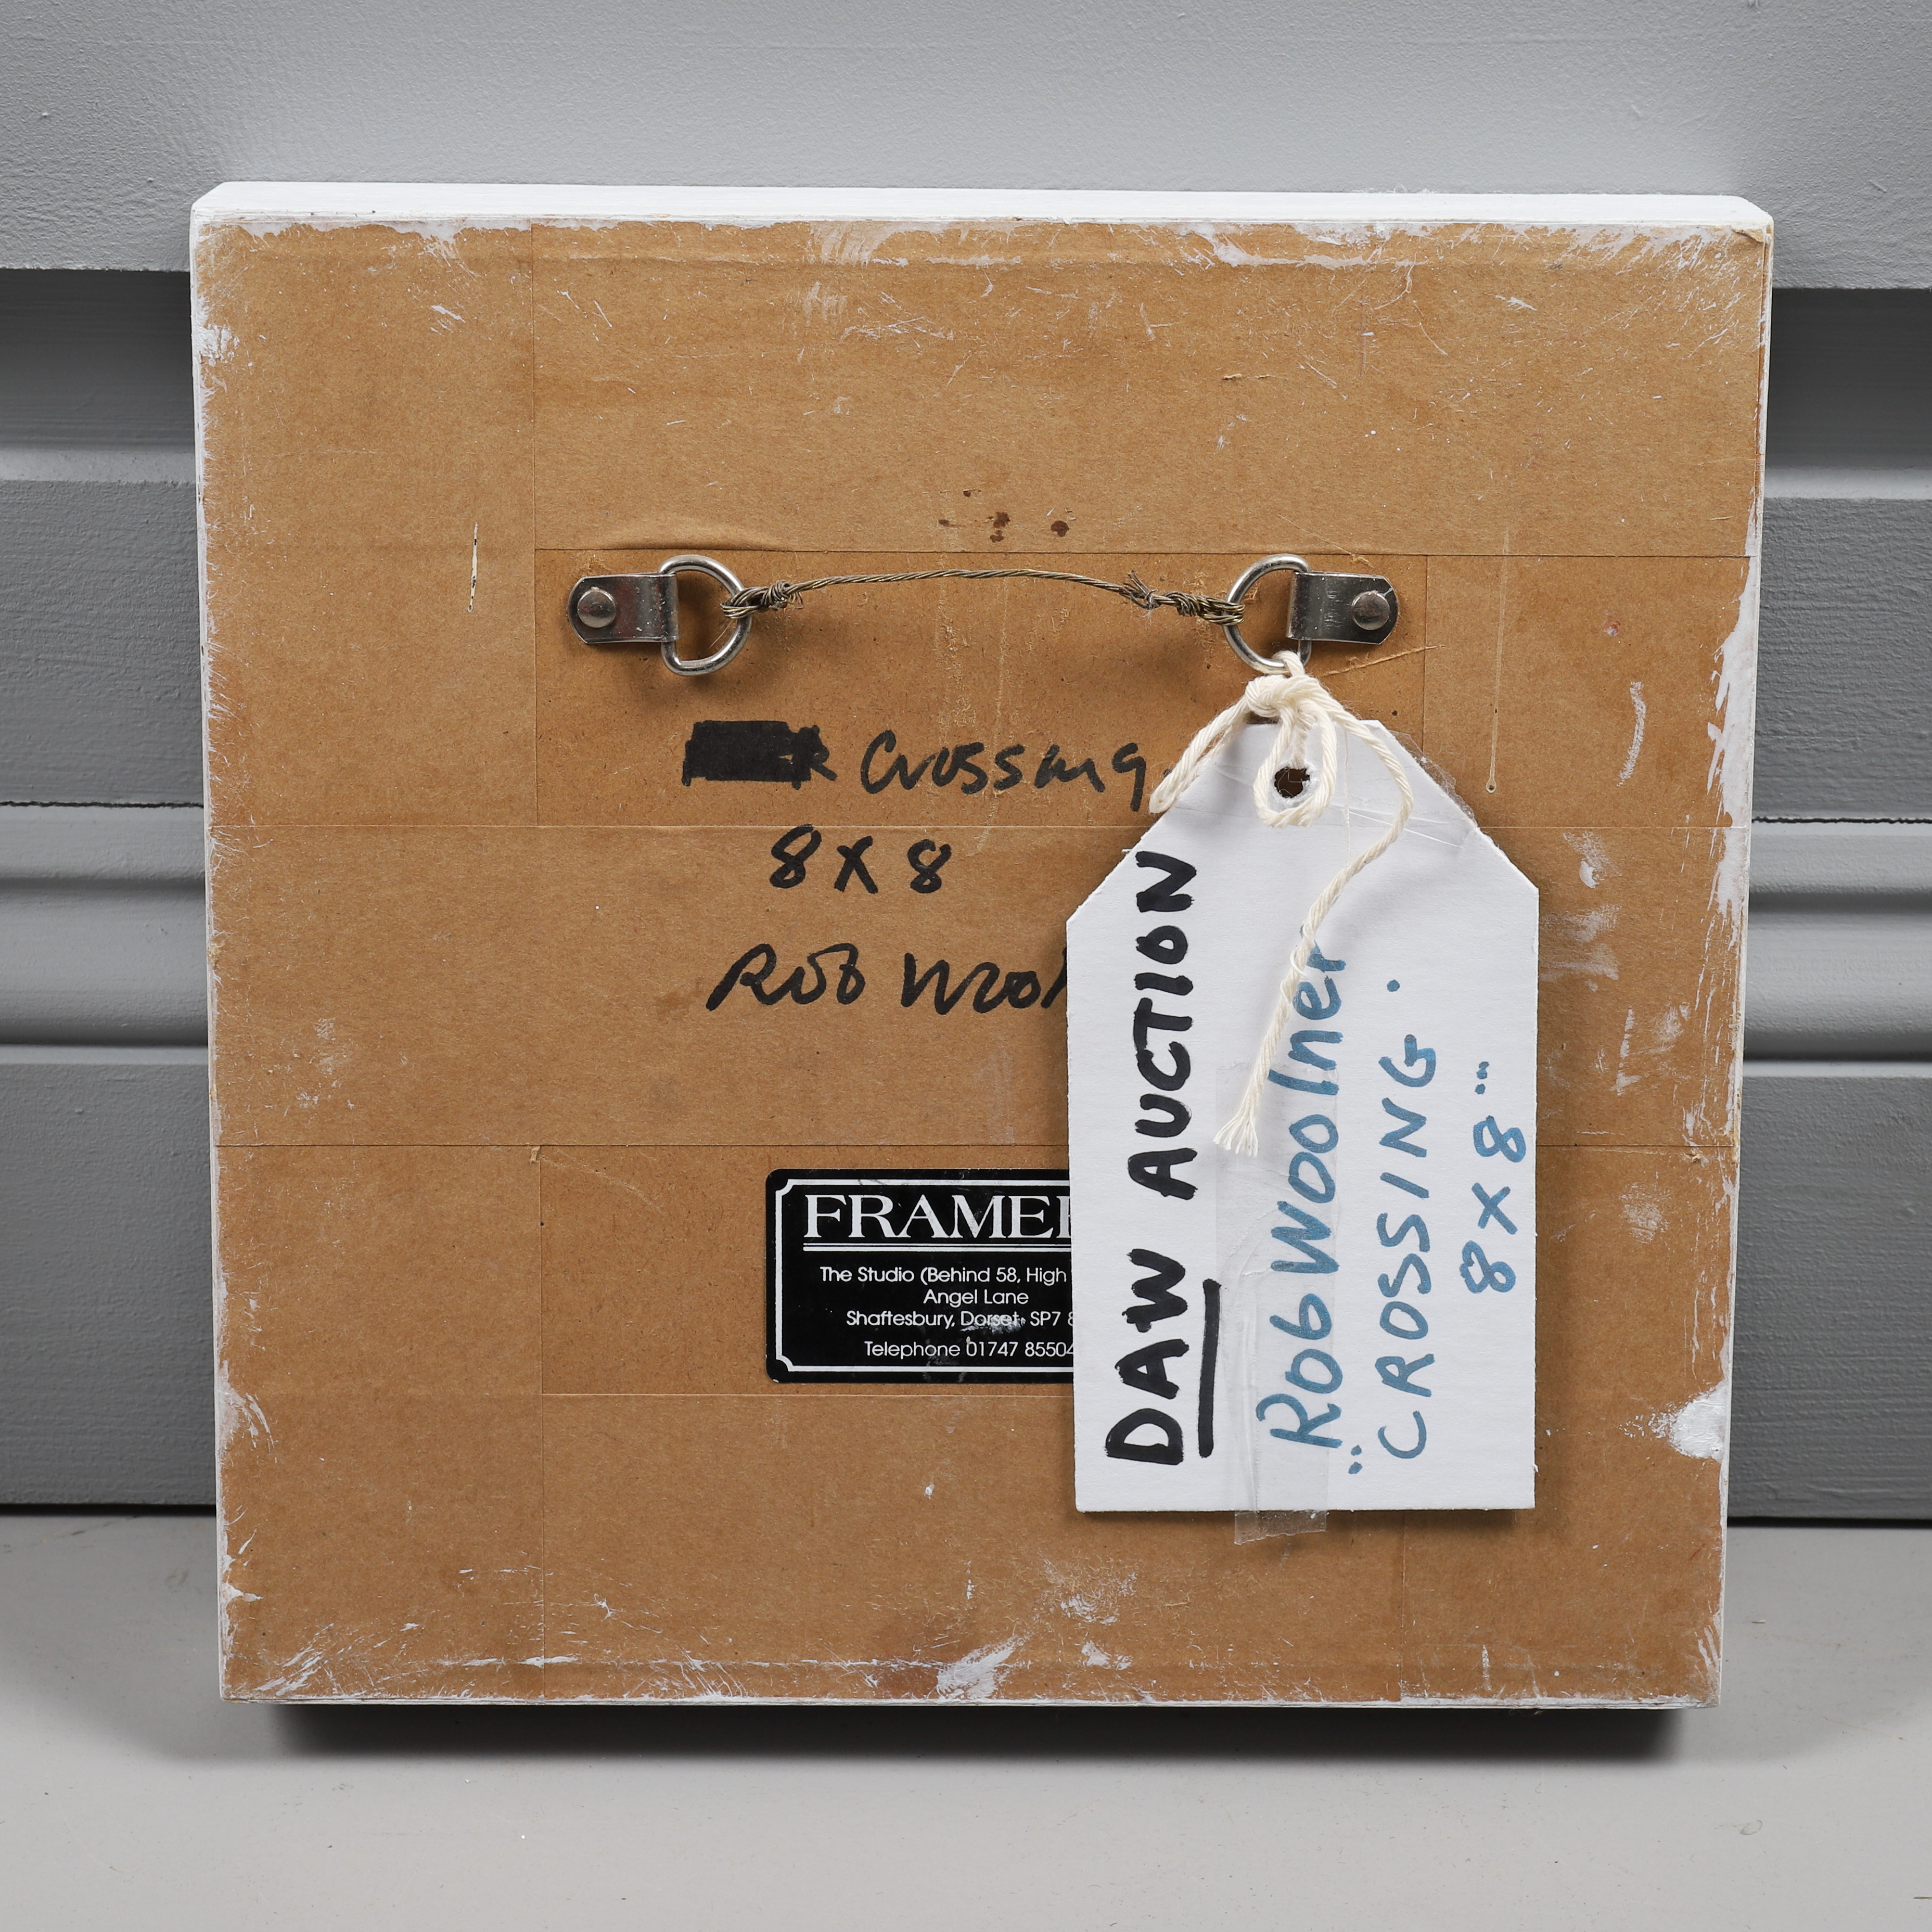 Crossing
8 X 8
Rob Wool
FRAMER
The Studio (Behind 58, High
Angel Lane
Shaftesbury, Dorset, SP7 8
Telephone 01747 85504
DAW AUCTION
Rob Woolner
"CROSSING"
8 X 8"